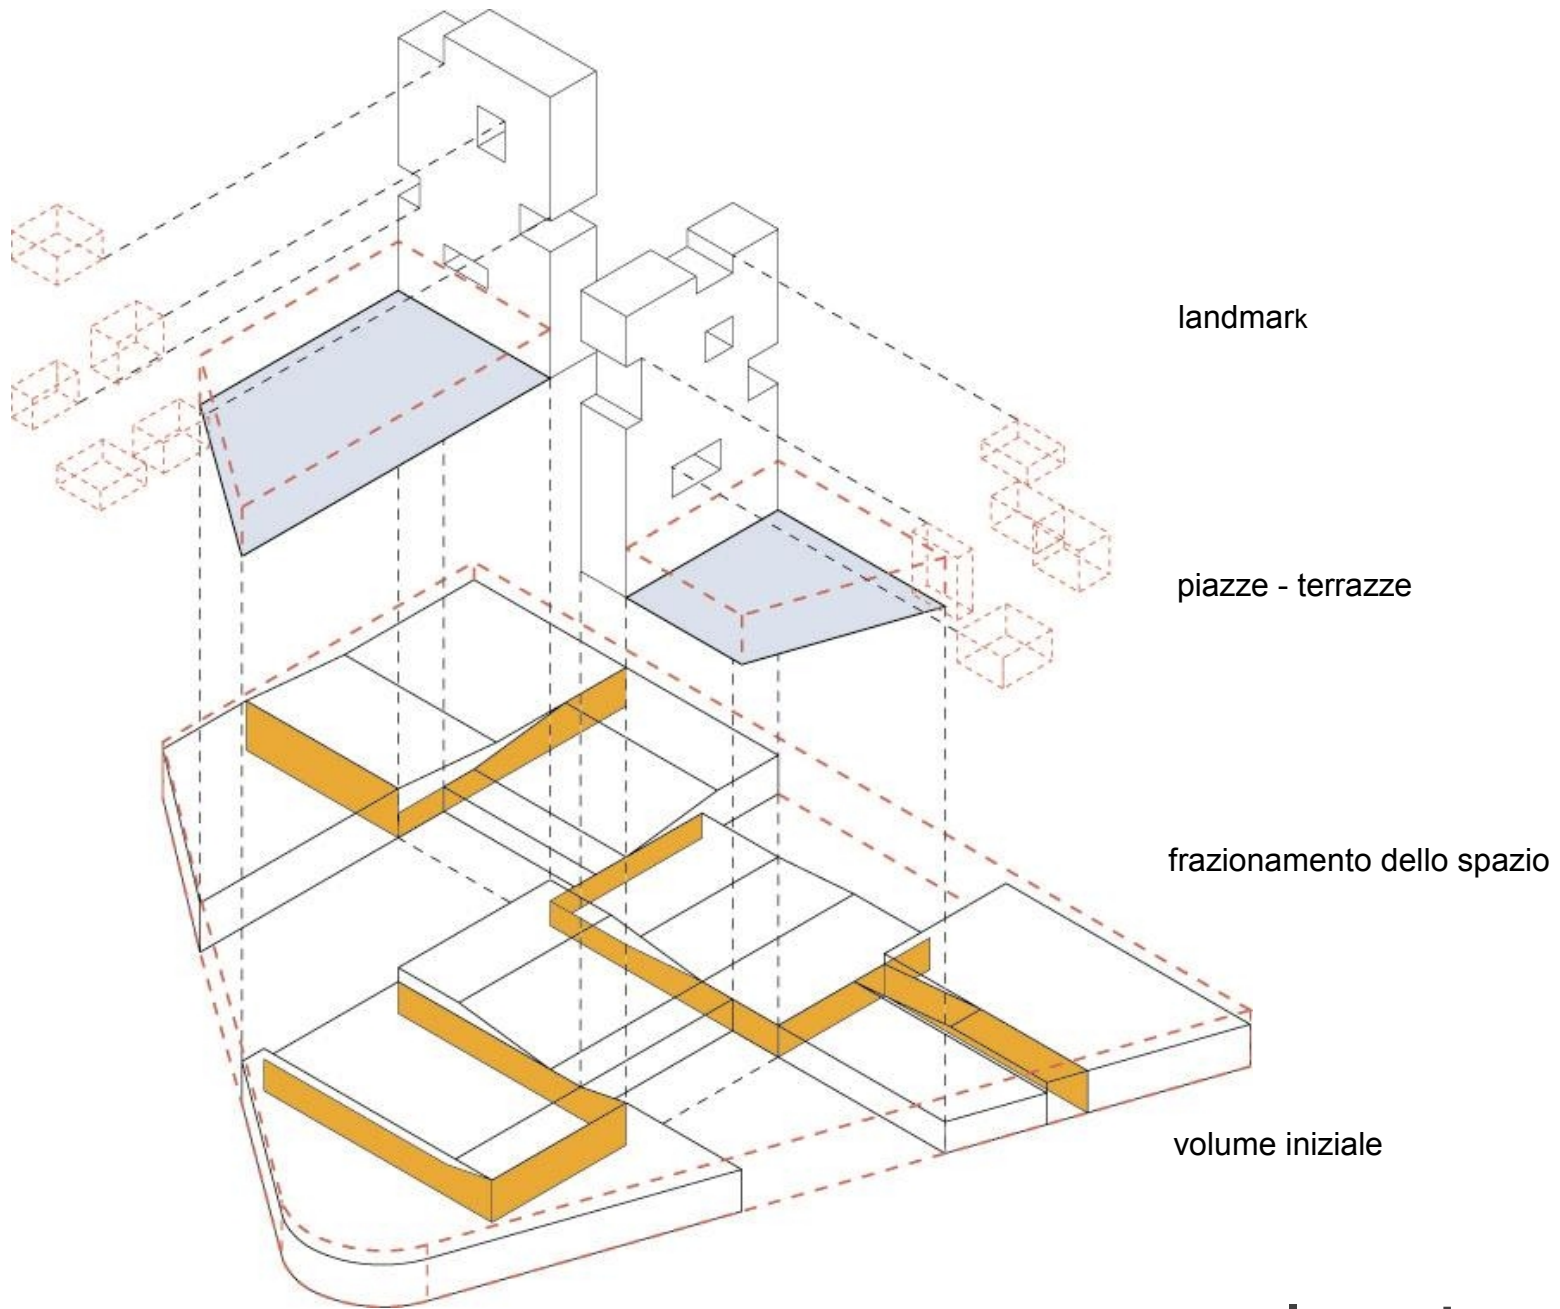 landmark
piazze - terrazze
frazionamento dello spazio
volume iniziale